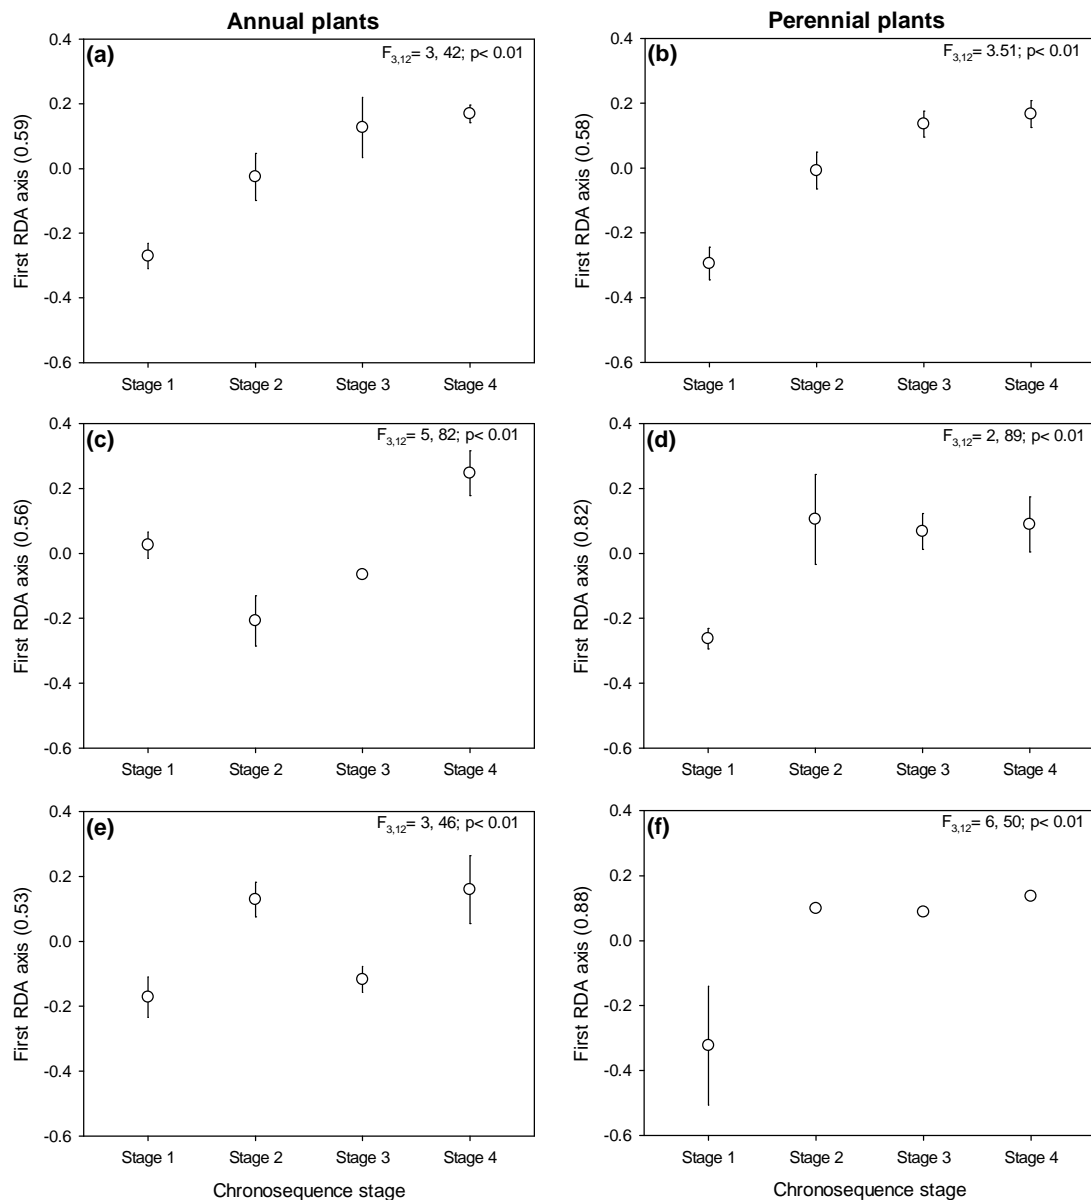 Annual plants
Perennial plants
(a)
F3,12= 3, 42; p< 0.01
0.4
0.2
0.0
-0.2
-0.4
-0.6
First RDA axis (0.59)
Stage 1 Stage 2 Stage 3 Stage 4
(b)
F3,12= 3.51; p< 0.01
0.4
0.2
0.0
-0.2
-0.4
-0.6
First RDA axis (0.58)
Stage 1 Stage 2 Stage 3 Stage 4
(c)
F3,12= 5, 82; p< 0.01
0.4
0.2
0.0
-0.2
-0.4
-0.6
First RDA axis (0.56)
Stage 1 Stage 2 Stage 3 Stage 4
(d)
F3,12= 2, 89; p< 0.01
0.4
0.2
0.0
-0.2
-0.4
-0.6
First RDA axis (0.82)
Stage 1 Stage 2 Stage 3 Stage 4
(e)
F3,12= 3, 46; p< 0.01
0.4
0.2
0.0
-0.2
-0.4
-0.6
First RDA axis (0.53)
Stage 1 Stage 2 Stage 3 Stage 4
Chronosequence stage
(f)
F3,12= 6, 50; p< 0.01
0.4
0.2
0.0
-0.2
-0.4
-0.6
First RDA axis (0.88)
Stage 1 Stage 2 Stage 3 Stage 4
Chronosequence stage